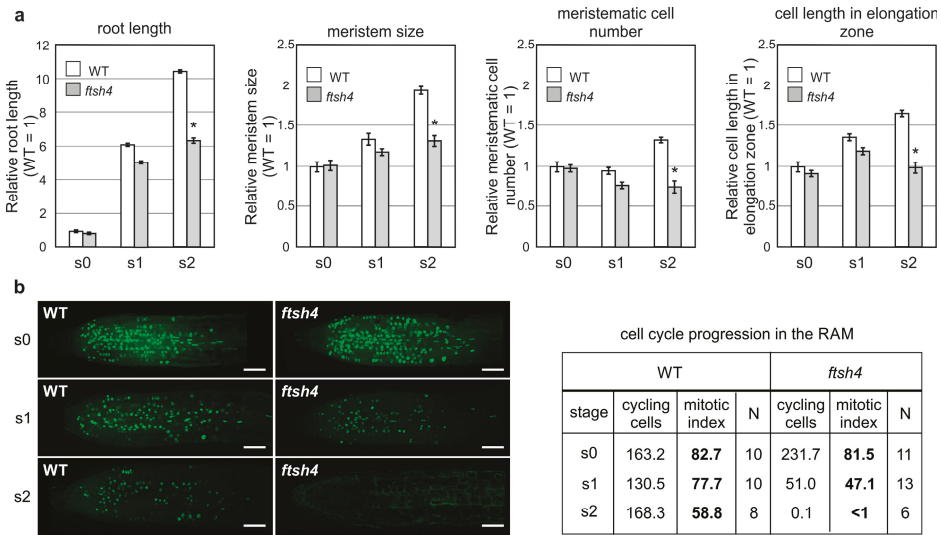 a
root length
Relative root length
(WT = 1)
12
10
8
6
4
2
0
WT
ftsh4
*
s0 s1 s2
meristem size
Relative meristem size
(WT = 1)
2.5
2
1.5
1
0.5
0
WT
ftsh4
*
s0 s1 s2
meristematic cell
number
Relative meristematic cell
number (WT = 1)
2.5
2
1.5
1
0.5
0
WT
ftsh4
*
s0 s1 s2
cell length in elongation
zone
Relative cell length in
elongation zone (WT = 1)
2.5
2
1.5
1
0.5
0
WT
ftsh4
*
s0 s1 s2
b
s0 WT ftsh4
s1 WT ftsh4
s2 WT ftsh4
cell cycle progression in the RAM
WT ftsh4
stage cycling cells mitotic index N cycling cells mitotic index N
s0 163.2 82.7 10 231.7 81.5 11
s1 130.5 77.7 10 51.0 47.1 13
s2 168.3 58.8 8 0.1 <1 6